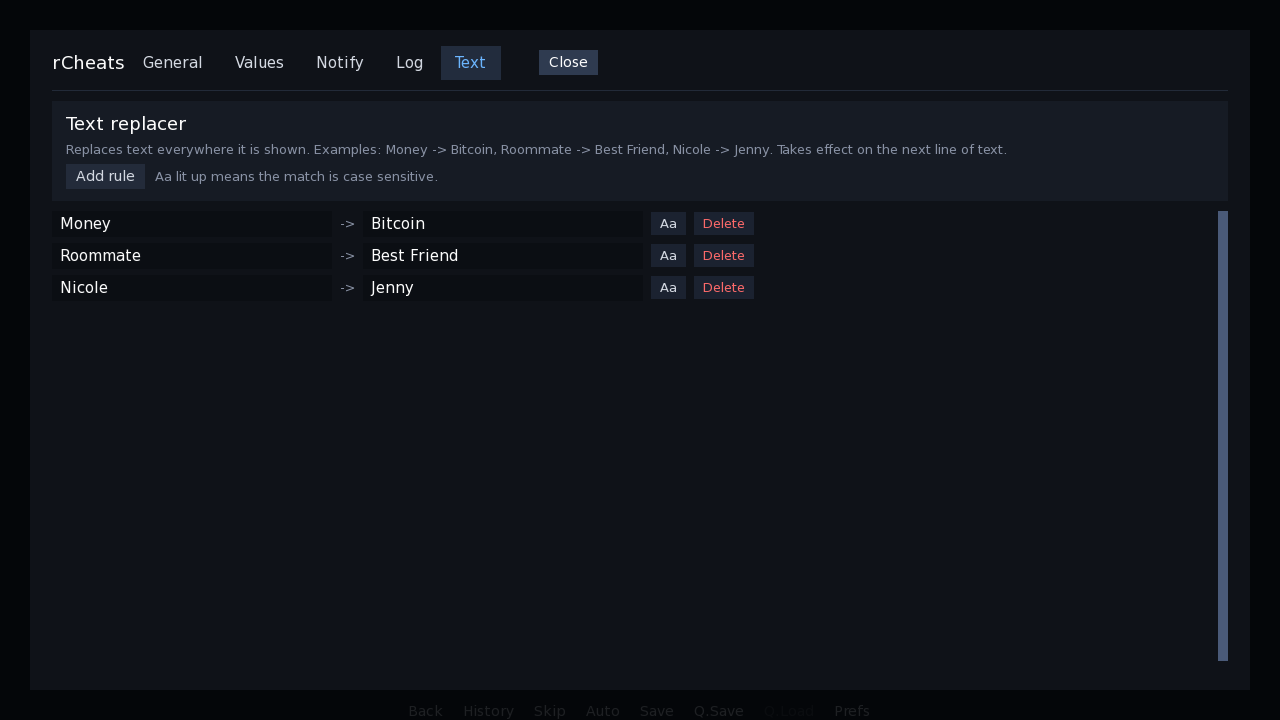 rCheats General Values Notify Log Text Close
Text replacer
Replaces text everywhere it is shown. Examples: Money -> Bitcoin, Roommate -> Best Friend, Nicole -> Jenny. Takes effect on the next line of text.
Add rule Aa lit up means the match is case sensitive.
Money -> Bitcoin Aa Delete
Roommate -> Best Friend Aa Delete
Nicole -> Jenny Aa Delete
Back History Skip Auto Save Q.Save Q.Load Prefs